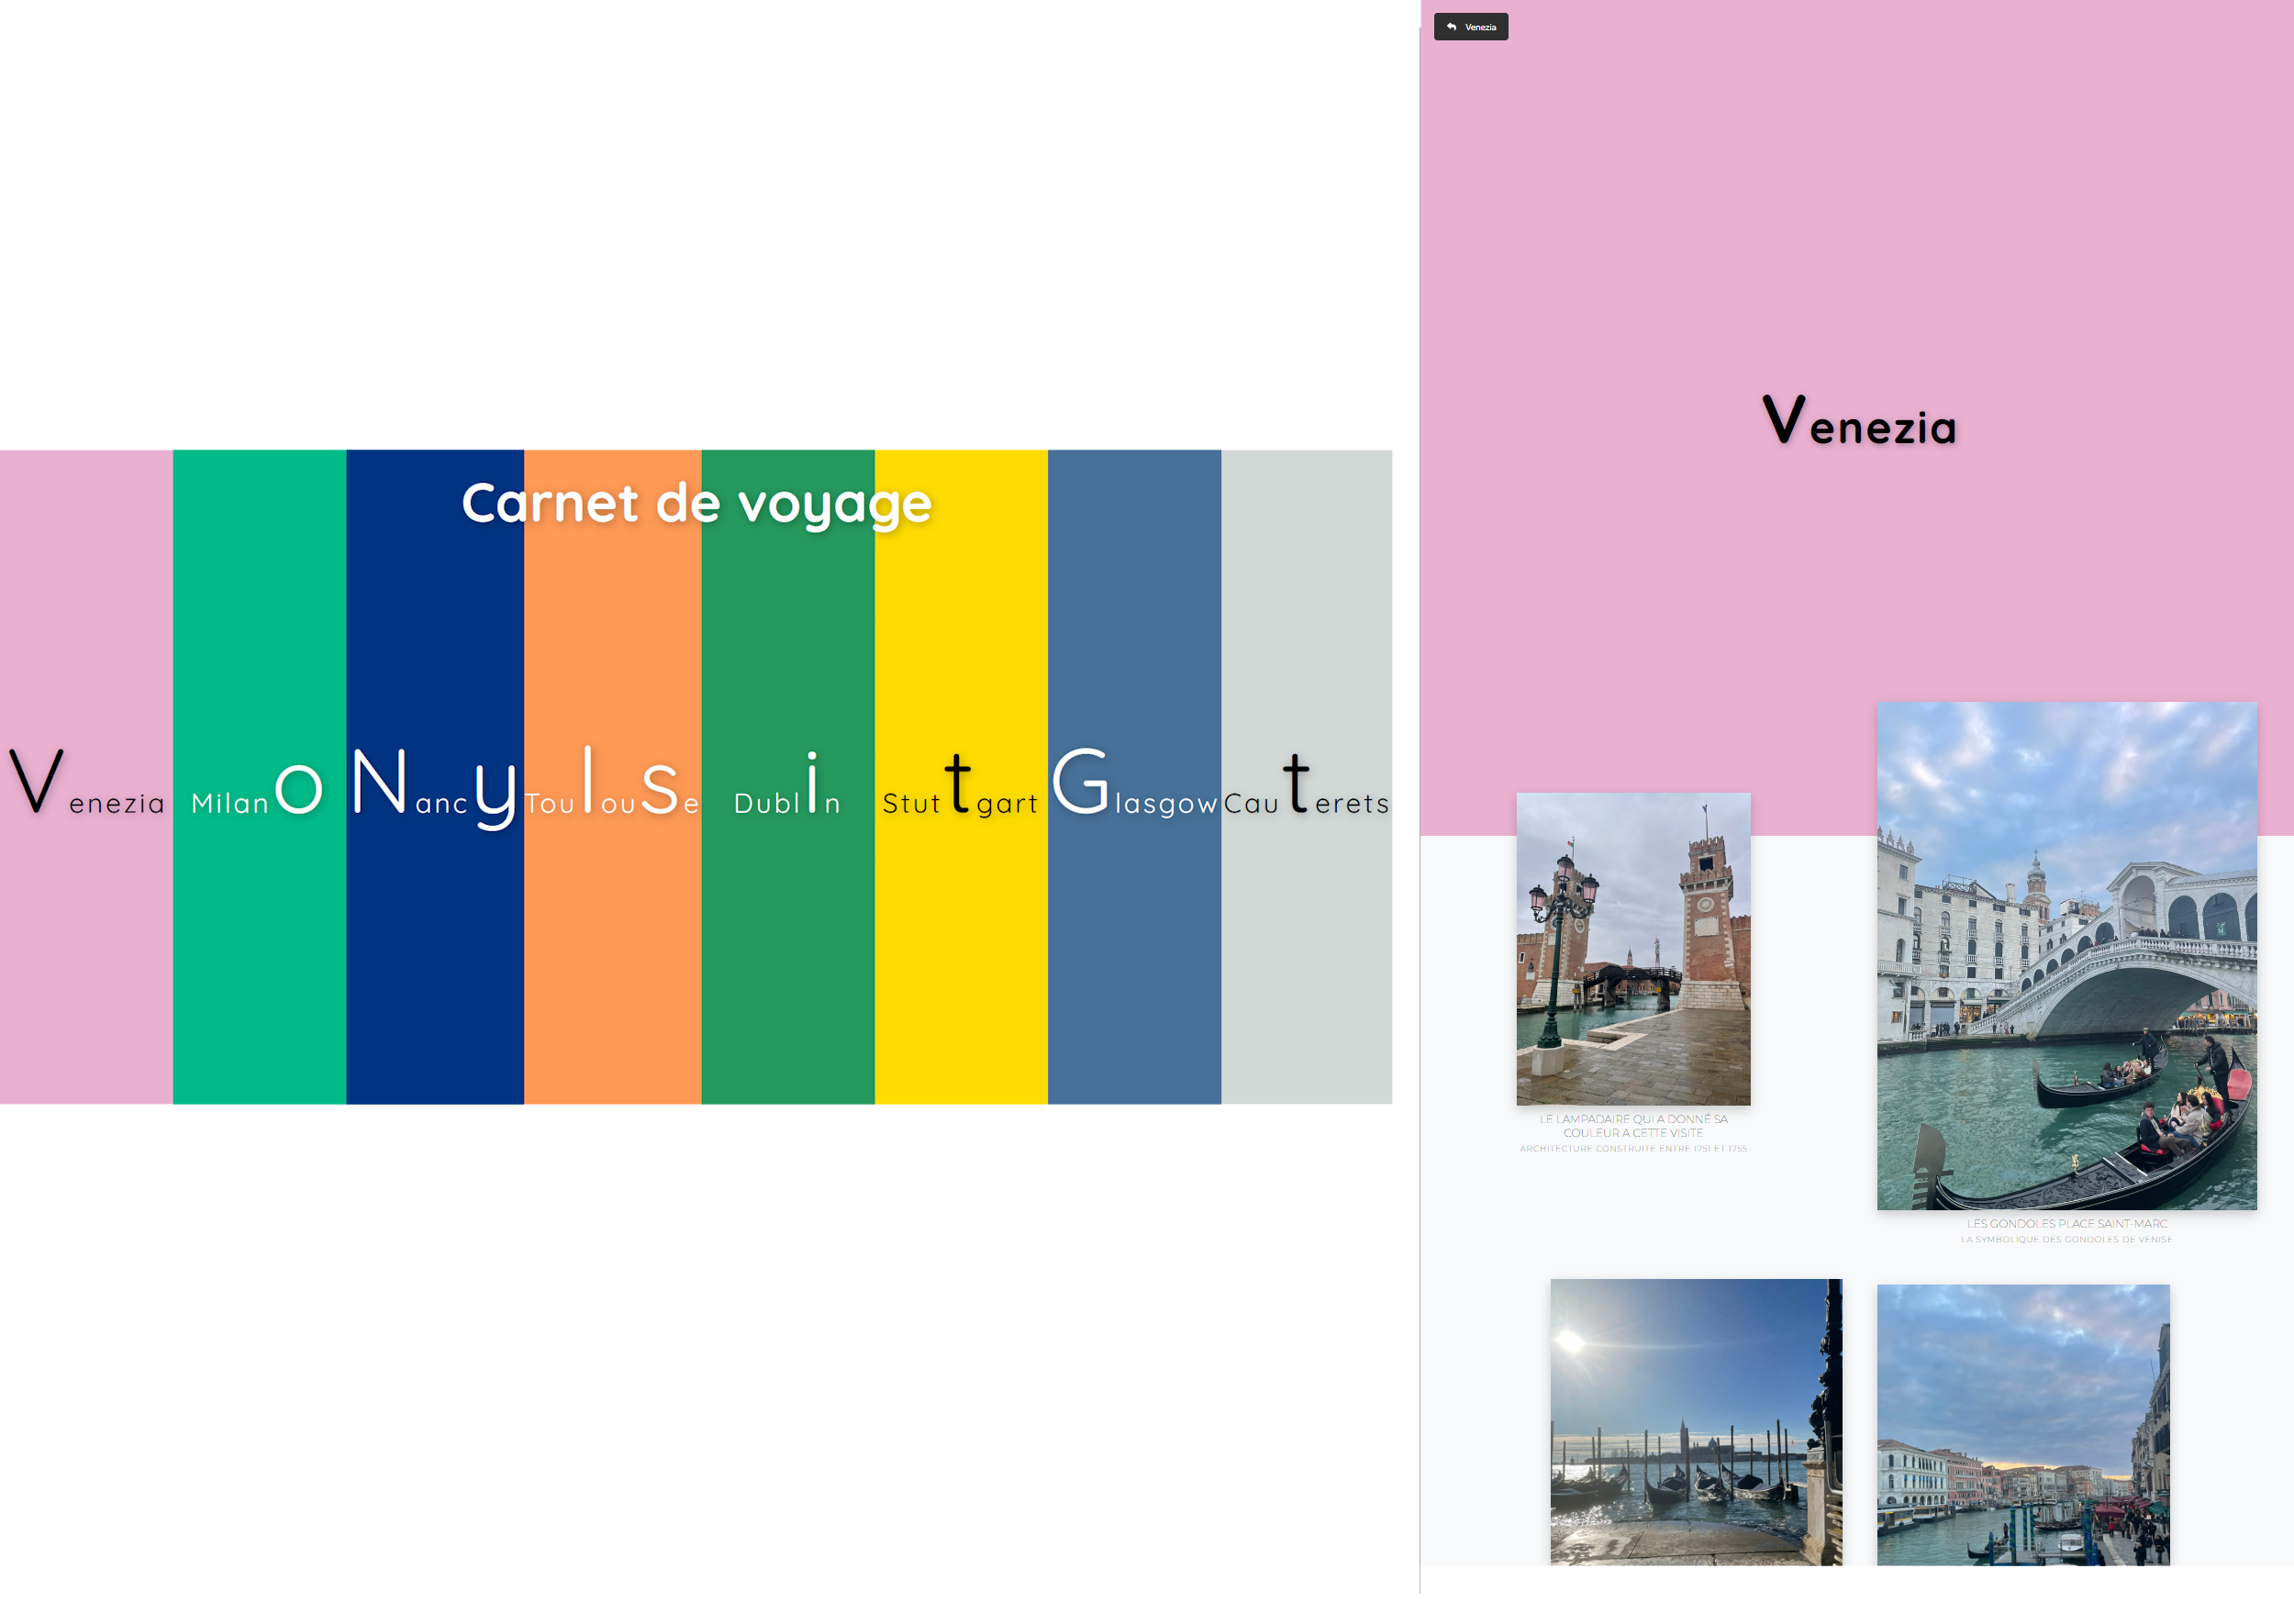 Carnet de voyage
Venezia Milano Nancy Toulouse Dublin Stuttgart Glasgow Cauterets
Venezia
Venezia
LE LAMPADAIRE QUI A DONNÉ SA
COULEUR A CETTE VISITE
ARCHITECTURE CONSTRUITE ENTRE 1751 ET 1755
LES GONDOLES PLACE SAINT-MARC
LA SYMBOLIQUE DES GONDOLES DE VENISE